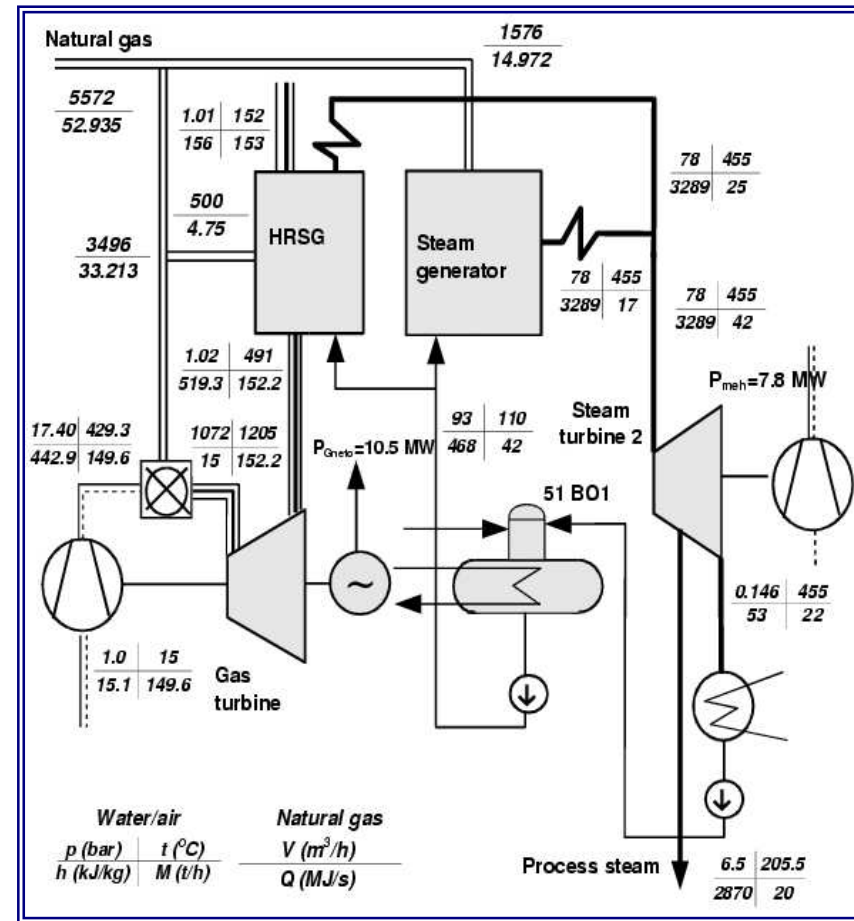 Natural gas
1576
14.972
5572
52.935
1.01 152
156 153
78 455
3289 25
500
4.75
HRSG
Steam
generator
3496
33.213
78 455
3289 17
78 455
3289 42
1.02 491
519.3 152.2
P_meh=7.8 MW
17.40 429.3
442.9 149.6
1072 1205
15 152.2
P_Gneto=10.5 MW
93 110
468 42
Steam
turbine 2
51 BO1
~
0.146 455
53 22
1.0 15
15.1 149.6
Gas
turbine
Water/air
p (bar) t (°C)
h (kJ/kg) M (t/h)
Natural gas
V (m³/h)
Q (MJ/s)
Process steam
6.5 205.5
2870 20